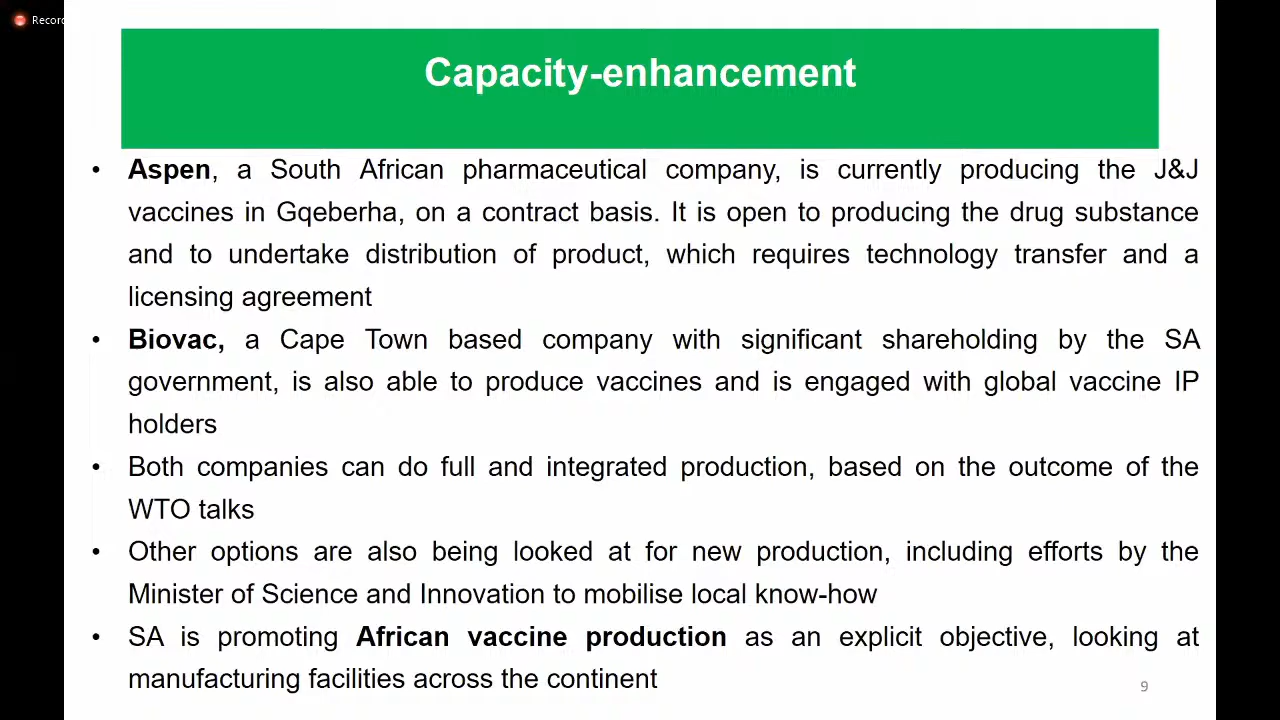 Record
Capacity-enhancement
• Aspen, a South African pharmaceutical company, is currently producing the J&J
vaccines in Gqeberha, on a contract basis. It is open to producing the drug substance
and to undertake distribution of product, which requires technology transfer and a
licensing agreement
• Biovac, a Cape Town based company with significant shareholding by the SA
government, is also able to produce vaccines and is engaged with global vaccine IP
holders
• Both companies can do full and integrated production, based on the outcome of the
WTO talks
• Other options are also being looked at for new production, including efforts by the
Minister of Science and Innovation to mobilise local know-how
• SA is promoting African vaccine production as an explicit objective, looking at
manufacturing facilities across the continent
9